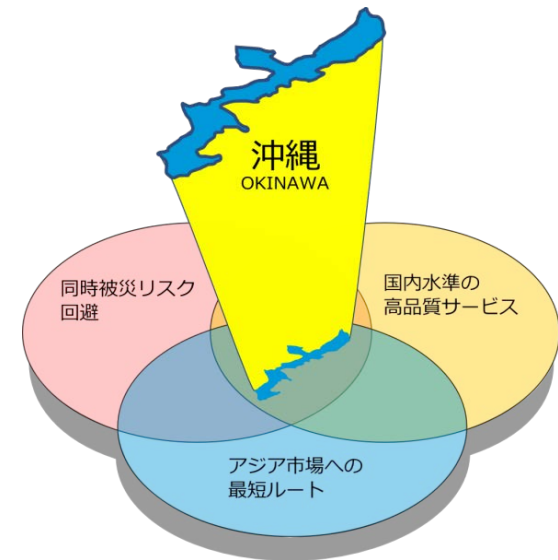 沖縄
OKINAWA
同時被災リスク
回避
国内水準の
高品質サービス
アジア市場への
最短ルート